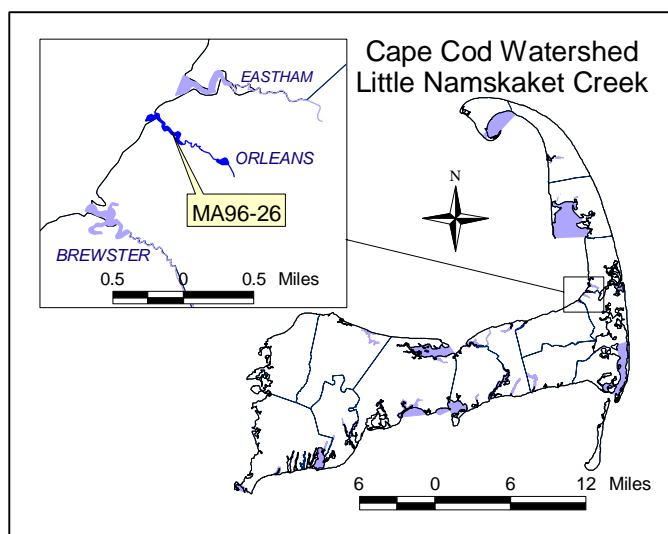 Cape Cod Watershed
Little Namskaket Creek
EASTHAM
ORLEANS
MA96-26
BREWSTER
0.5 0 0.5 Miles
N
6 0 6 12 Miles